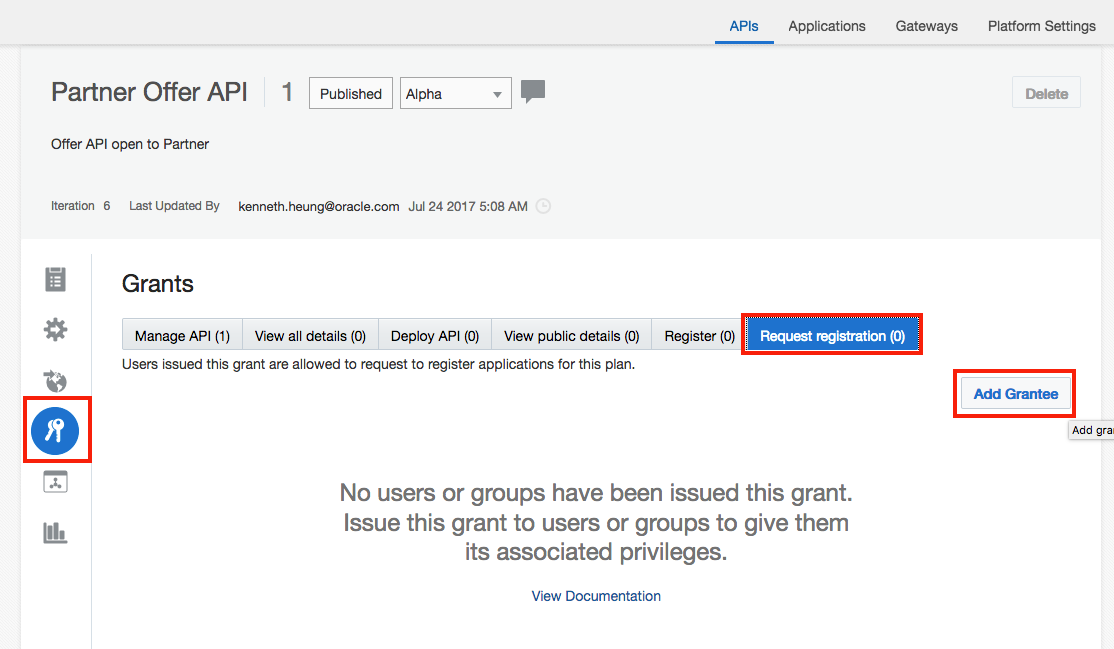 APIs Applications Gateways Platform Settings
Partner Offer API 1 Published Alpha Delete
Offer API open to Partner
Iteration 6 Last Updated By kenneth.heung@oracle.com Jul 24 2017 5:08 AM
Grants
Manage API (1) View all details (0) Deploy API (0) View public details (0) Register (0) Request registration (0)
Users issued this grant are allowed to request to register applications for this plan.
Add Grantee
Add gra
No users or groups have been issued this grant.
Issue this grant to users or groups to give them
its associated privileges.
View Documentation